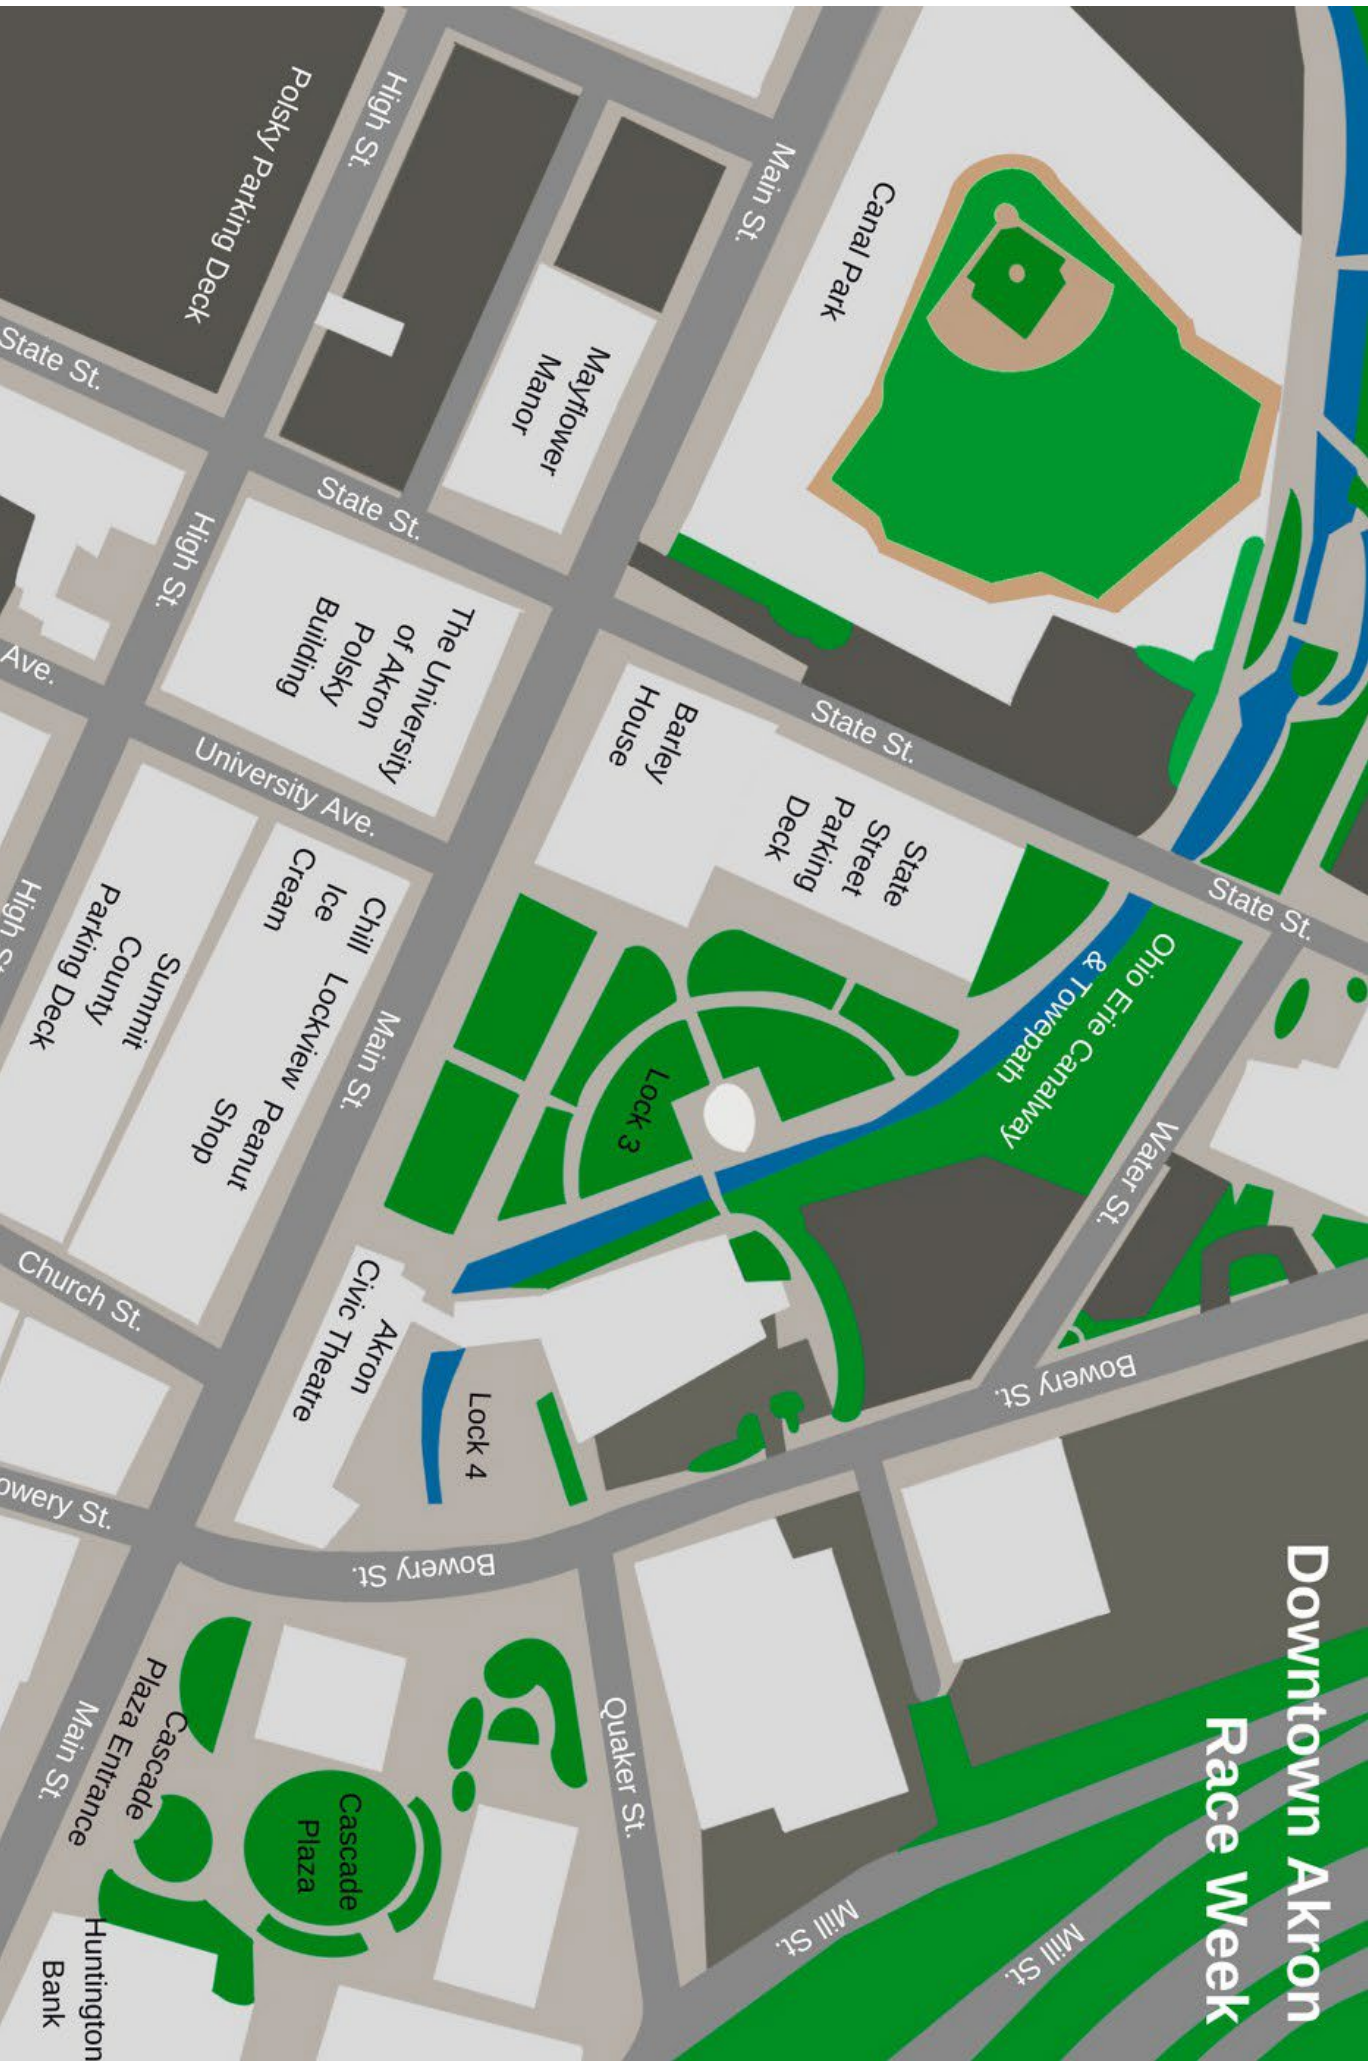 Downtown Akron
Race Week
Polsky Parking Deck
High St.
Main St.
Canal Park
State St.
Mayflower
Manor
State St.
High St.
The University
of Akron
Polsky
Building
Barley
House
State St.
State
Street
Parking
Deck
State St.
Ave.
University Ave.
Ohio Erie Canalway
& Towepath
Chill
Ice
Cream
Lockview
Peanut
Shop
Summit
County
Parking Deck
High St.
Main St.
Lock 3
Water St.
Church St.
Akron
Civic Theatre
Lock 4
Bowery St.
owery St.
Bowery St.
Quaker St.
Cascade
Plaza Entrance
Main St.
Cascade
Plaza
Mill St.
Mill St.
Huntington
Bank